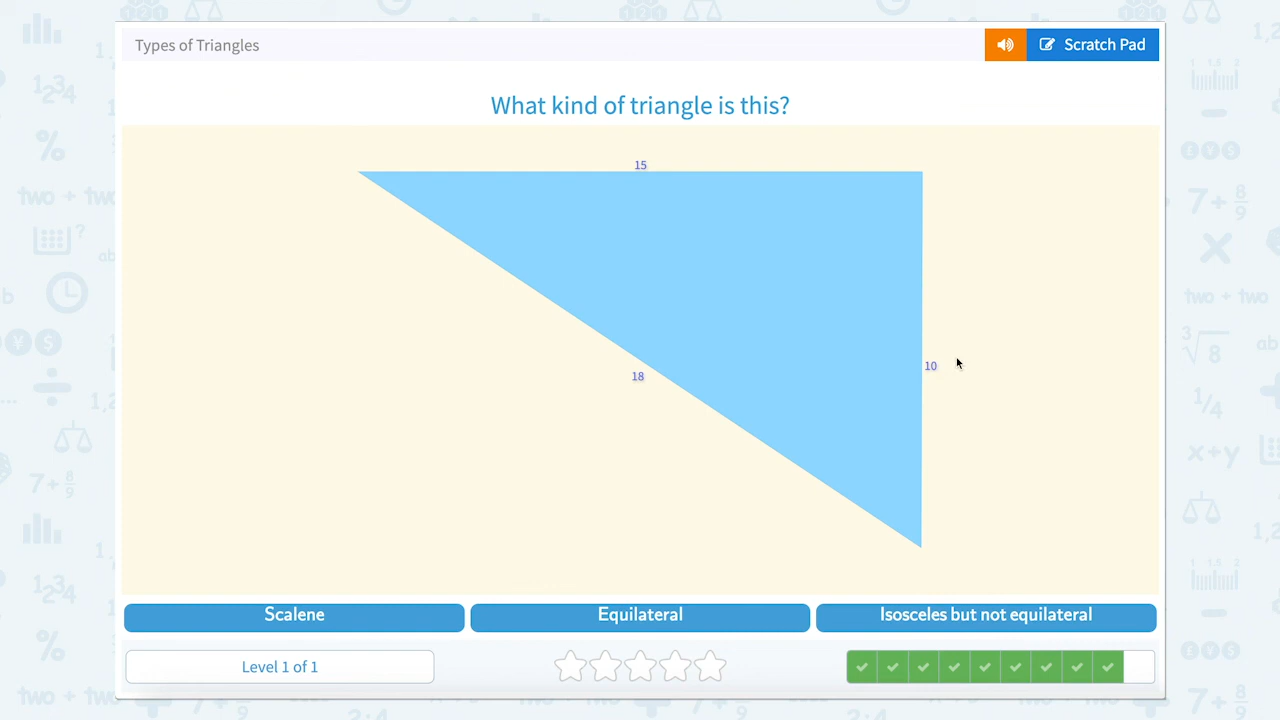 Types of Triangles
Scratch Pad
What kind of triangle is this?
15
18
10
Scalene
Equilateral
Isosceles but not equilateral
Level 1 of 1